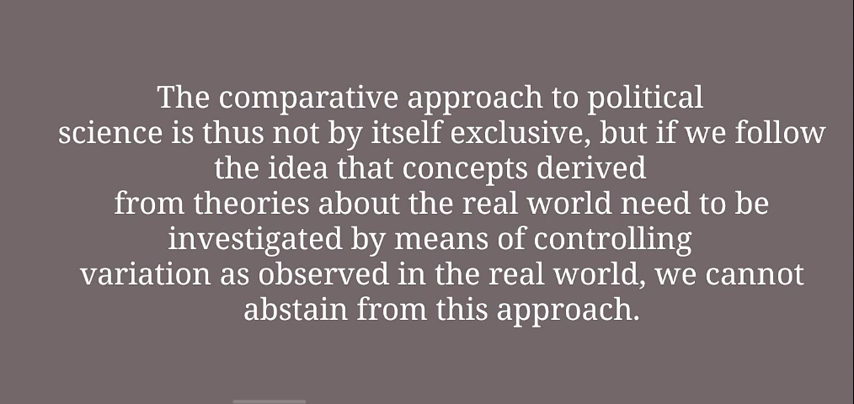 The comparative approach to political
science is thus not by itself exclusive, but if we follow
the idea that concepts derived
from theories about the real world need to be
investigated by means of controlling
variation as observed in the real world, we cannot
abstain from this approach.